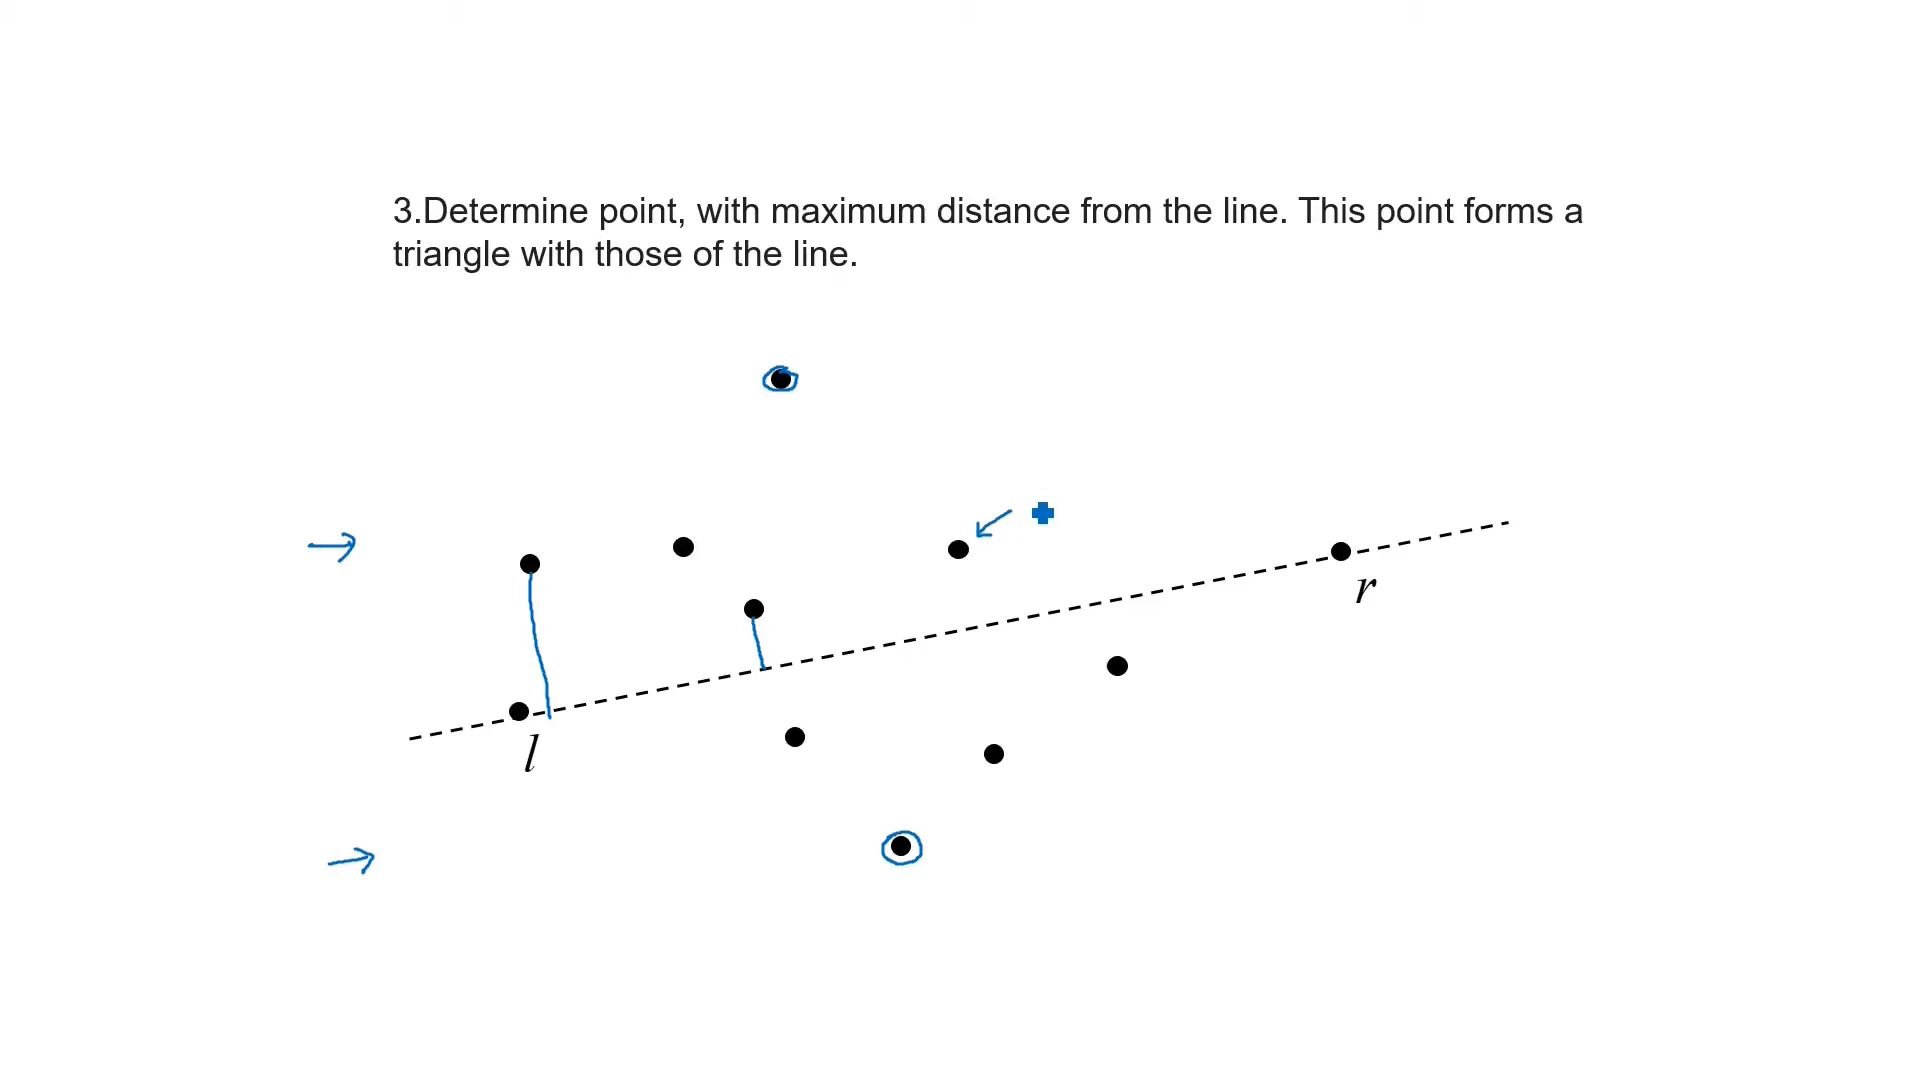 3.Determine point, with maximum distance from the line. This point forms a
triangle with those of the line.
r
l